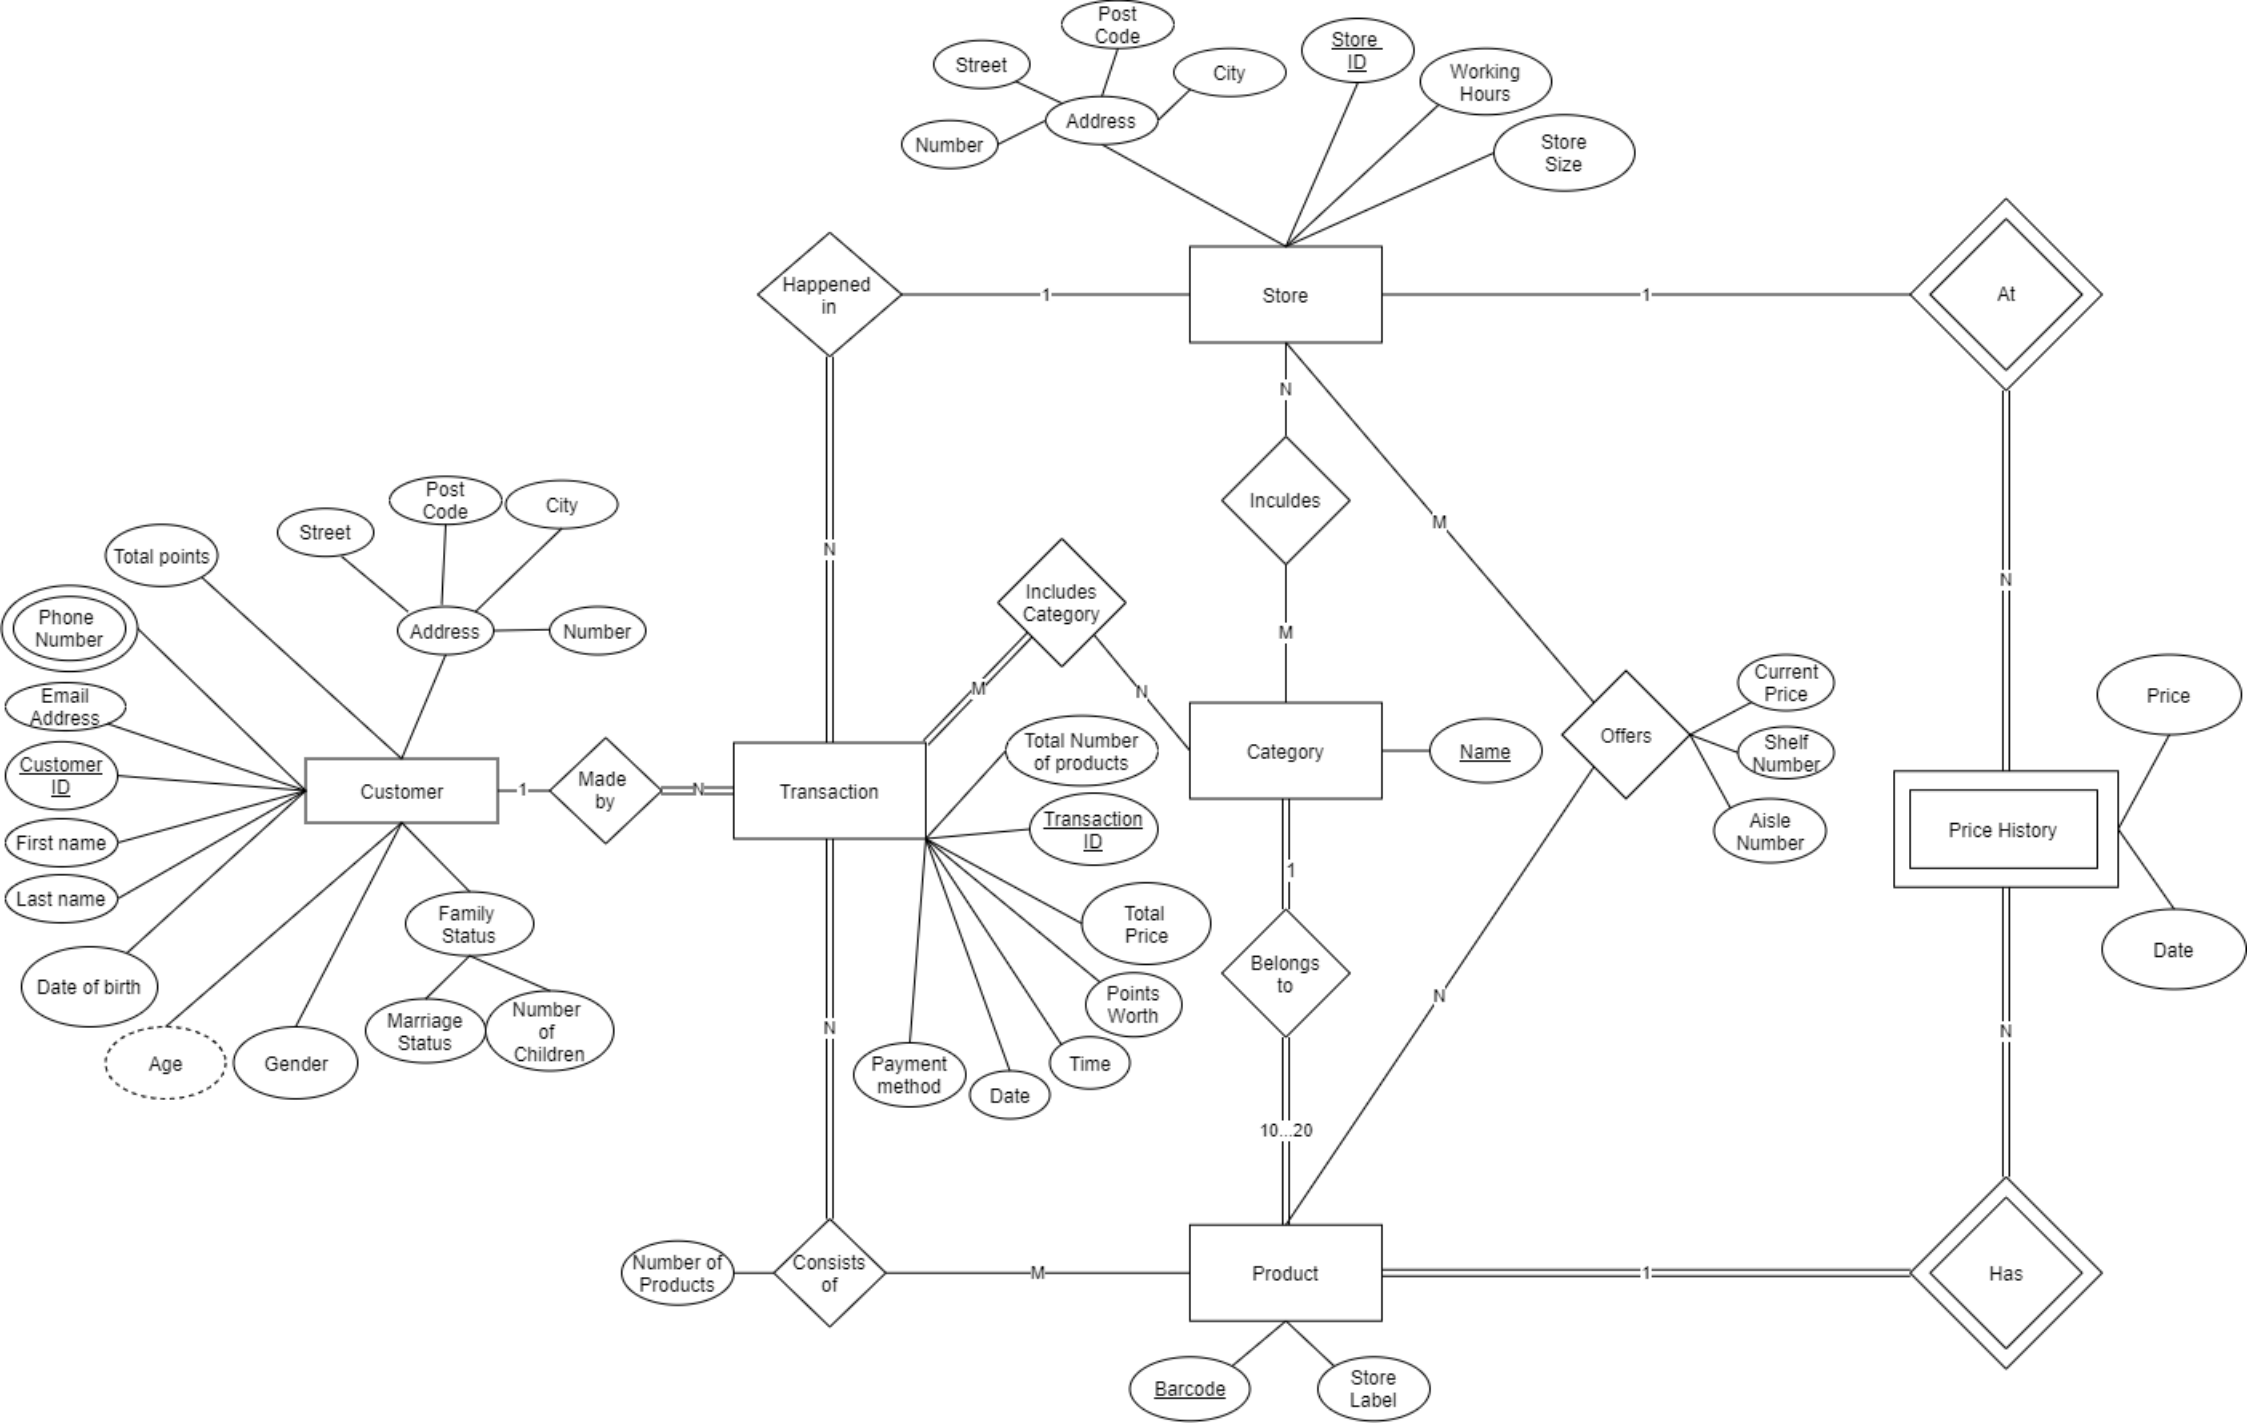 Post
Code
Store
ID
Street
City
Working
Hours
Address
Number
Store
Size
Happened
in
1
Store
1
At
N
Post
Code
City
Inculdes
Street
M
Total points
N
N
Includes
Category
Phone
Number
Address
Number
M
Current
Price
M
N
Price
Email
Address
Total Number
of products
Category
Name
Offers
Shelf
Number
Customer
ID
Customer
1
Made
by
N
Transaction
Transaction
ID
Aisle
Number
Price History
First name
1
Last name
Family
Status
Total
Price
Date
Belongs
to
Date of birth
Points
Worth
N
Marriage
Status
Number
of
Children
N
N
Age
Gender
Payment
method
Time
Date
10...20
Number of
Products
Consists
of
M
Product
1
Has
Barcode
Store
Label